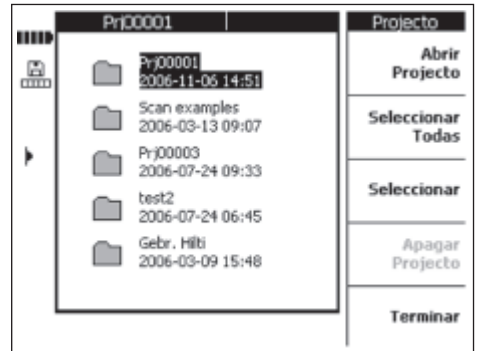 Prj00001
Projecto
Prj00001
2006-11-06 14:51
Scan examples
2006-03-13 09:07
Prj00003
2006-07-24 09:33
test2
2006-07-24 06:45
Gebr. Hilti
2006-03-09 15:48
Abrir
Projecto
Seleccionar
Todas
Seleccionar
Apagar
Projecto
Terminar